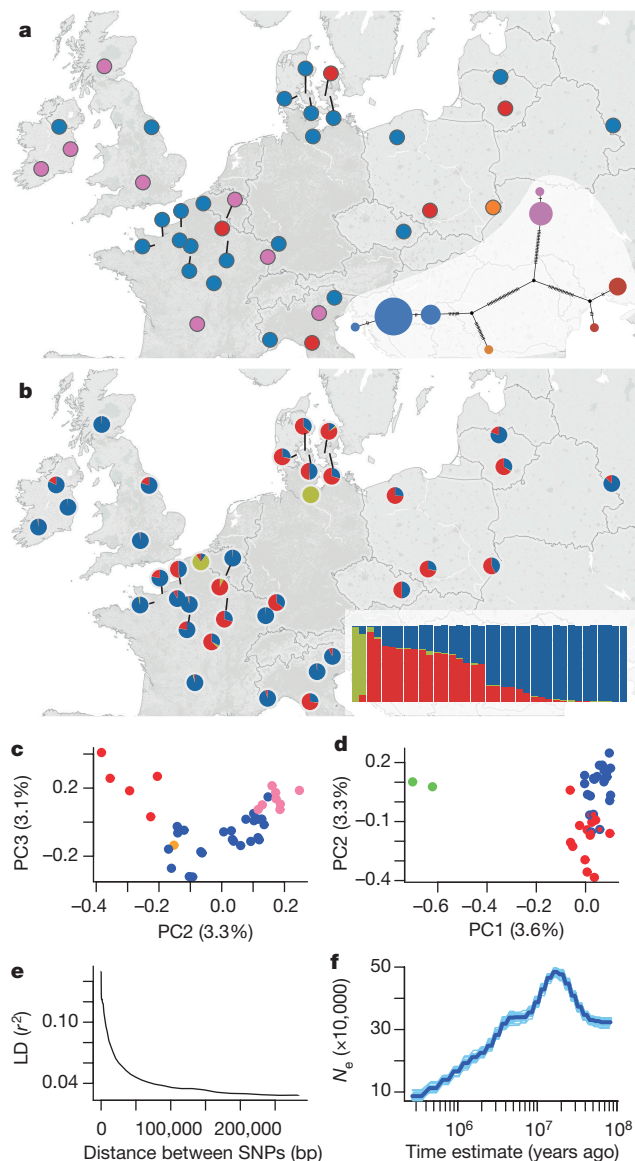 a
b
c
PC3 (3.1%)
0.2
−0.2
−0.4
−0.2
0.0
0.2
PC2 (3.3%)
d
PC2 (3.3%)
0.2
−0.1
−0.4
−0.6
−0.4
−0.2
0.0
PC1 (3.6%)
e
LD (r²)
0.10
0.04
0
100,000
200,000
Distance between SNPs (bp)
f
Nₑ (×10,000)
50
30
10
10⁶
10⁷
10⁸
Time estimate (years ago)